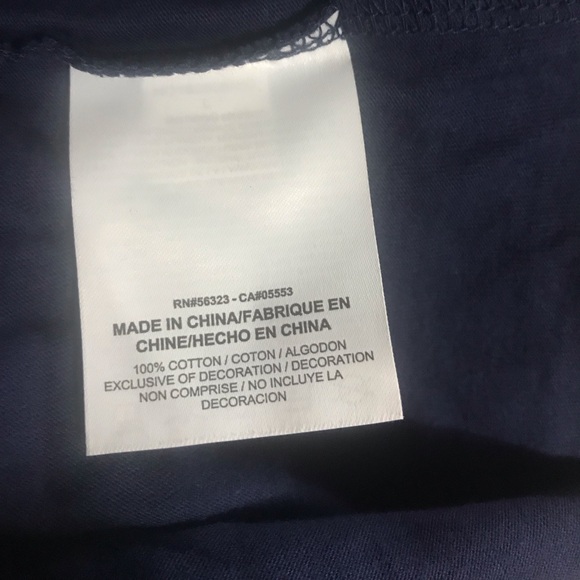 RN#56323 - CA#05553
MADE IN CHINA/FABRIQUE EN
CHINE/HECHO EN CHINA
100% COTTON / COTON / ALGODON
EXCLUSIVE OF DECORATION / DECORATION
NON COMPRISE / NO INCLUYE LA
DECORACION